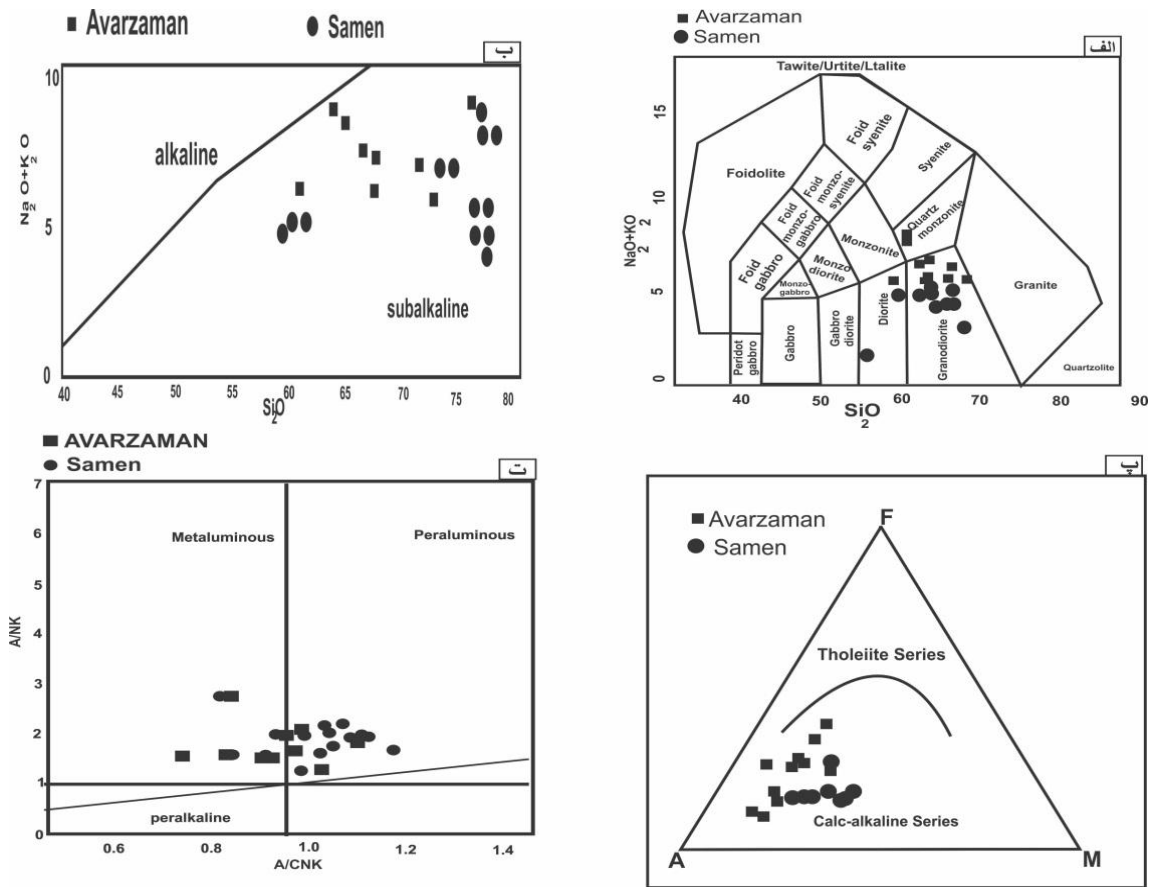 Avarzaman
Samen
ب
10
5
0
Na2O+K2O
alkaline
subalkaline
40 45 50 55 60 65 70 75 80
SiO2
Avarzaman
Samen
الف
Tawite/Urtite/Ltalite
15
10
5
0
NaO+KO
2 2
Foidolite
Foid syenite
Syenite
Foid monzo-syenite
Foid monzo-gabbro
Quartz monzonite
Monzonite
Foid gabbro
Monzo diorite
Monzo-gabbro
Granite
Peridot gabbro
Gabbro
Gabbro diorite
Diorite
Granodiorite
Quartzolite
40 50 60 70 80 90
SiO
2
AVARZAMAN
Samen
ت
7
6
5
4
3
2
1
0
A/NK
Metaluminous
Peraluminous
peralkaline
0.6 0.8 1.0 1.2 1.4
A/CNK
پ
Avarzaman
Samen
F
Tholeiite Series
Calc-alkaline Series
A
M